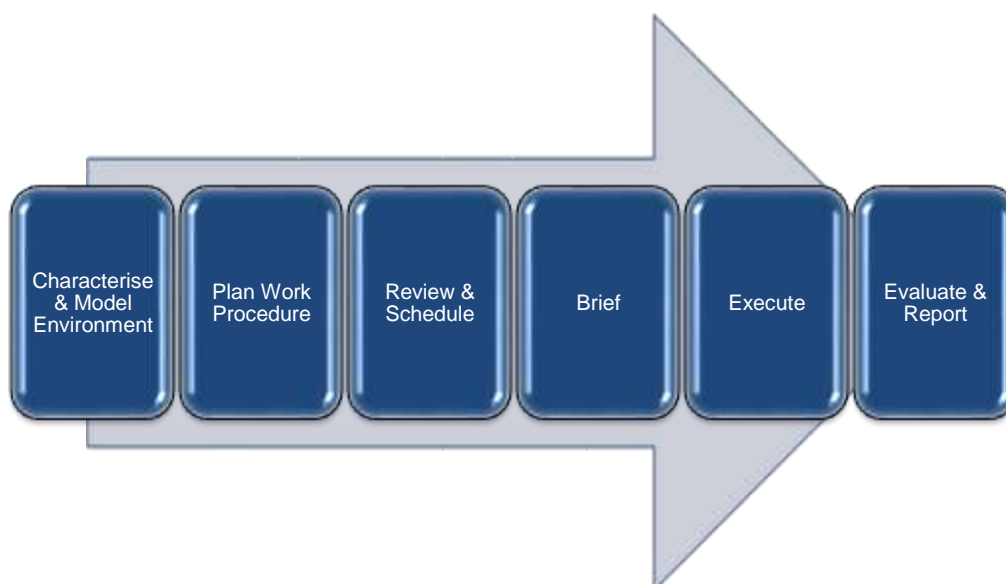 Characterise
& Model
Environment
Plan Work
Procedure
Review &
Schedule
Brief
Execute
Evaluate &
Report